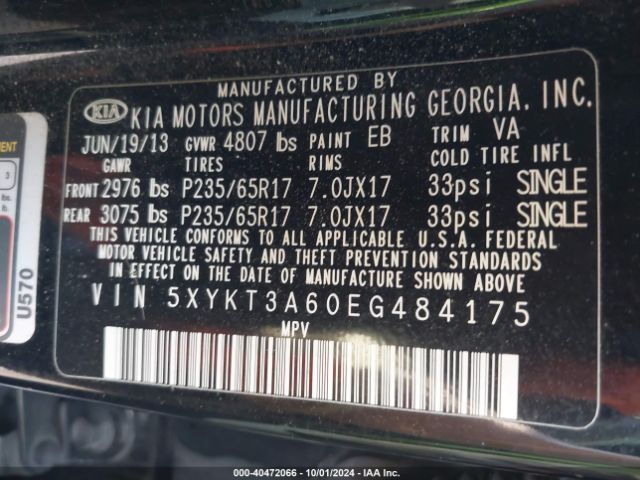 MANUFACTURED BY
KIA KIA MOTORS MANUFACTURING GEORGIA, INC.
JUN/19/13 GVWR 4807 lbs PAINT EB TRIM VA
GAWR TIRES RIMS COLD TIRE INFL
FRONT 2976 lbs P235/65R17 7.0JX17 33psi SINGLE
REAR 3075 lbs P235/65R17 7.0JX17 33psi SINGLE
THIS VEHICLE CONFORMS TO ALL APPLICABLE U.S.A. FEDERAL
MOTOR VEHICLE SAFETY AND THEFT PREVENTION STANDARDS
IN EFFECT ON THE DATE OF MANUFACTURE SHOWN ABOVE
VIN 5XYKT3A60EG484175
MPV
3
U570
000-40472066 - 10/01/2024 - IAA Inc.